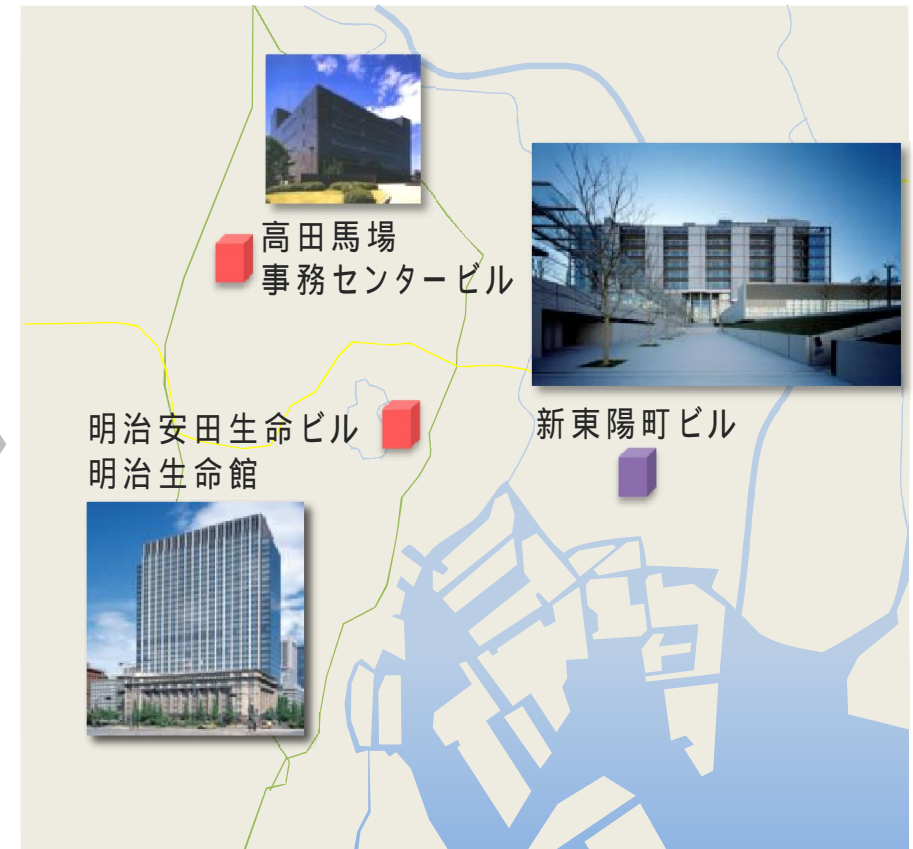 高田馬場
事務センタービル
明治安田生命ビル
明治生命館
新東陽町ビル